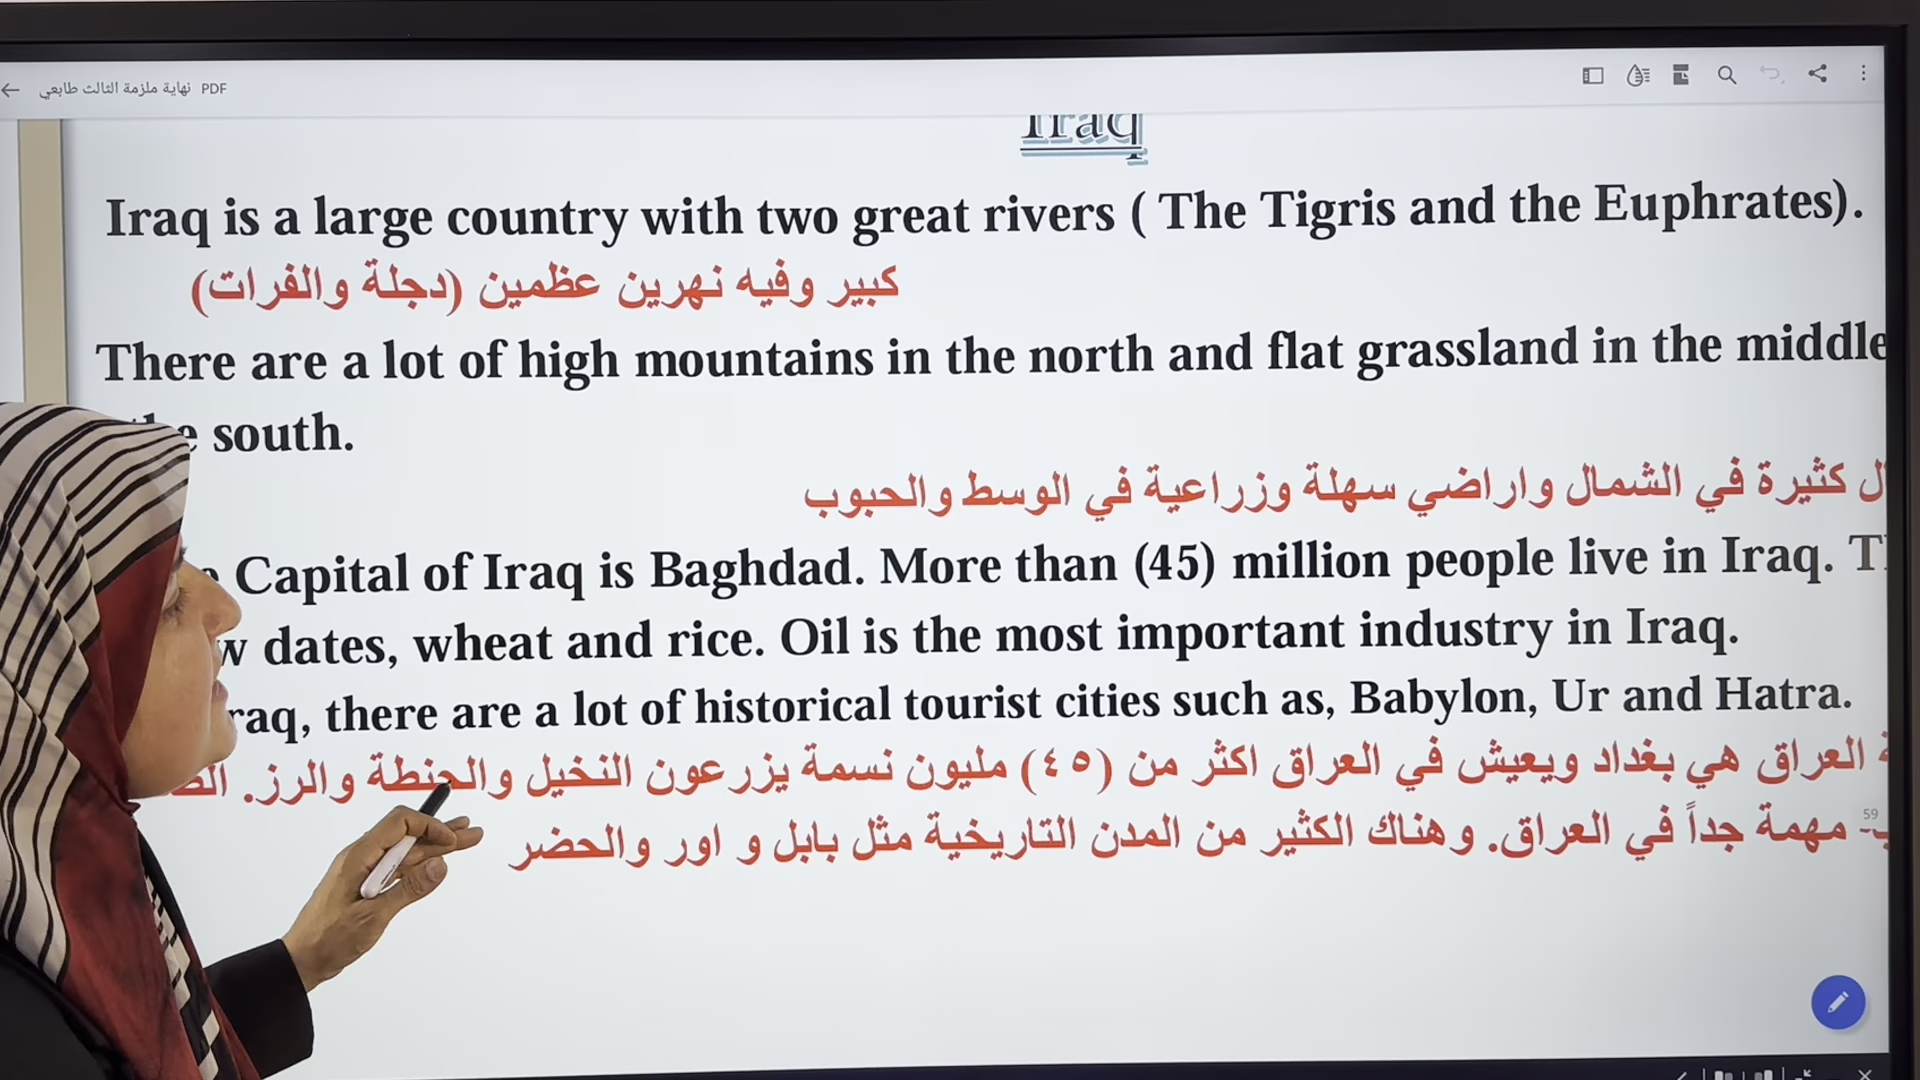 نهاية ملزمة الثالث طابعي PDF
Iraq
Iraq is a large country with two great rivers ( The Tigris and the Euphrates).
كبير وفيه نهرين عظمين (دجلة والفرات)
There are a lot of high mountains in the north and flat grassland in the middle
south.
كثيرة في الشمال واراضي سهلة وزراعية في الوسط والحبوب
Capital of Iraq is Baghdad. More than (45) million people live in Iraq.
dates, wheat and rice. Oil is the most important industry in Iraq.
there are a lot of historical tourist cities such as, Babylon, Ur and Hatra.
العراق هي بغداد ويعيش في العراق اكثر من (٤٥) مليون نسمة يزرعون النخيل والحنطة والرز.
مهمة جداً في العراق. وهناك الكثير من المدن التاريخية مثل بابل و اور والحضر
59